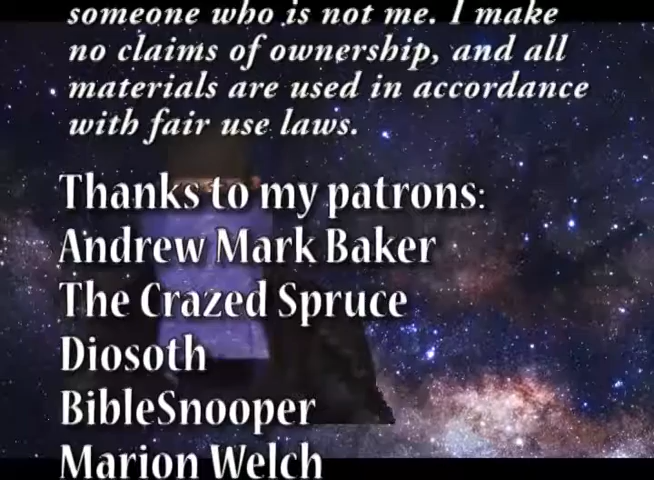 someone who is not me. I make
no claims of ownership, and all
materials are used in accordance
with fair use laws.
Thanks to my patrons:
Andrew Mark Baker
The Crazed Spruce
Diosoth
BibleSnooper
Marion Welch